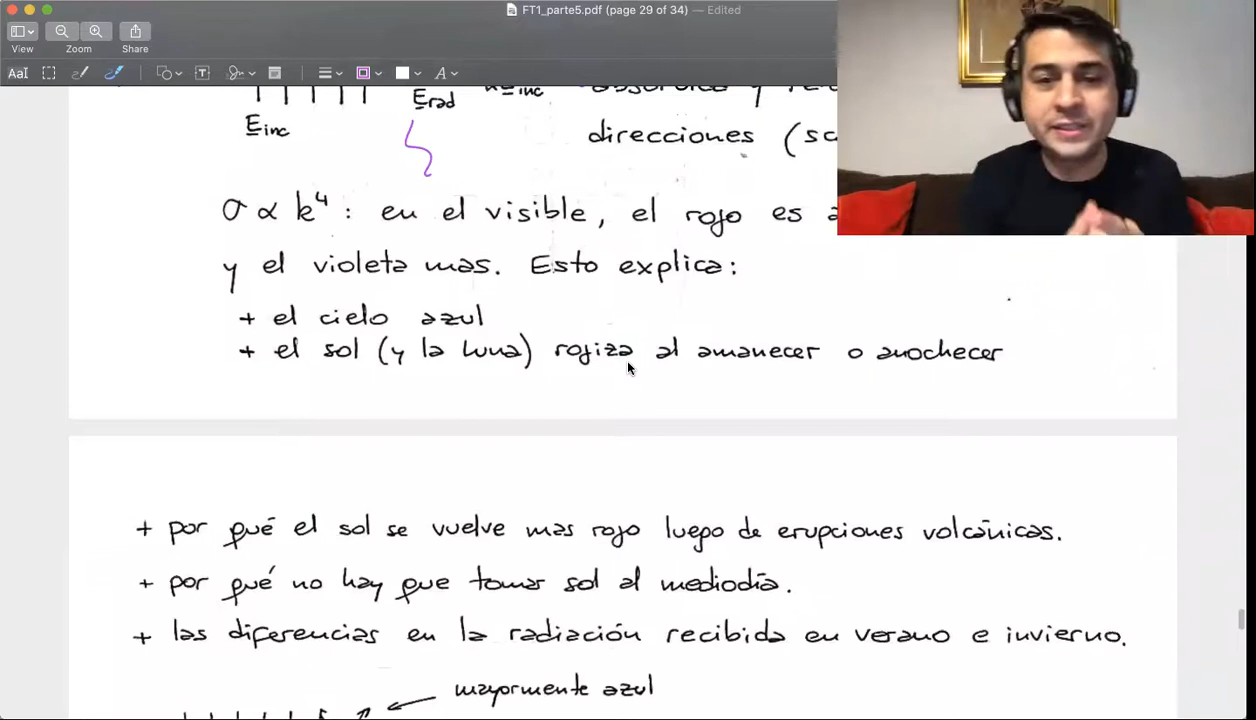 FT1_parte5.pdf (page 29 of 34) — Edited
View Zoom Share
AaI
E rad
E inc
direcciones
σ ∝ k⁴ : en el visible, el rojo es
y el violeta mas. Esto explica:
+ el cielo azul
+ el sol (y la luna) rojiza al amanecer o anochecer
+ por qué el sol se vuelve mas rojo luego de erupciones volcánicas.
+ por qué no hay que tomar sol al mediodía.
+ las diferencias en la radiación recibida en verano e invierno.
mayormente azul